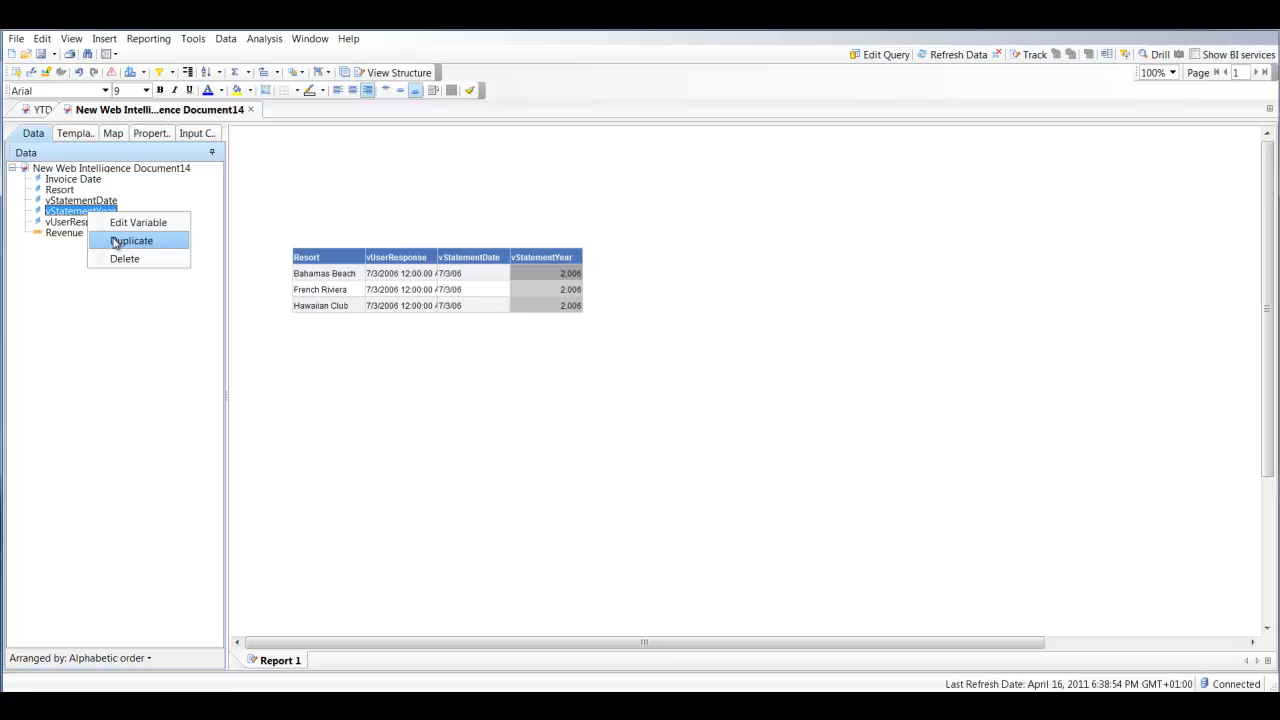 File Edit View Insert Reporting Tools Data Analysis Window Help
Edit Query Refresh Data Track Drill Show BI services
View Structure 100% Page 1
Arial 9 B I U A
YTD New Web Intelli...ence Document14
Data Templa.. Map Propert.. Input C..
Data
New Web Intelligence Document14
Invoice Date
Resort
vStatementDate
vStatementYear
vUserRes
Revenue
Edit Variable
Duplicate
Delete
Resort vUserResponse vStatementDate vStatementYear
Bahamas Beach 7/3/2006 12:00:00 A 7/3/06 2,006
French Riviera 7/3/2006 12:00:00 A 7/3/06 2,006
Hawaiian Club 7/3/2006 12:00:00 A 7/3/06 2,006
Arranged by: Alphabetic order
Report 1
Last Refresh Date: April 16, 2011 6:38:54 PM GMT+01:00 Connected